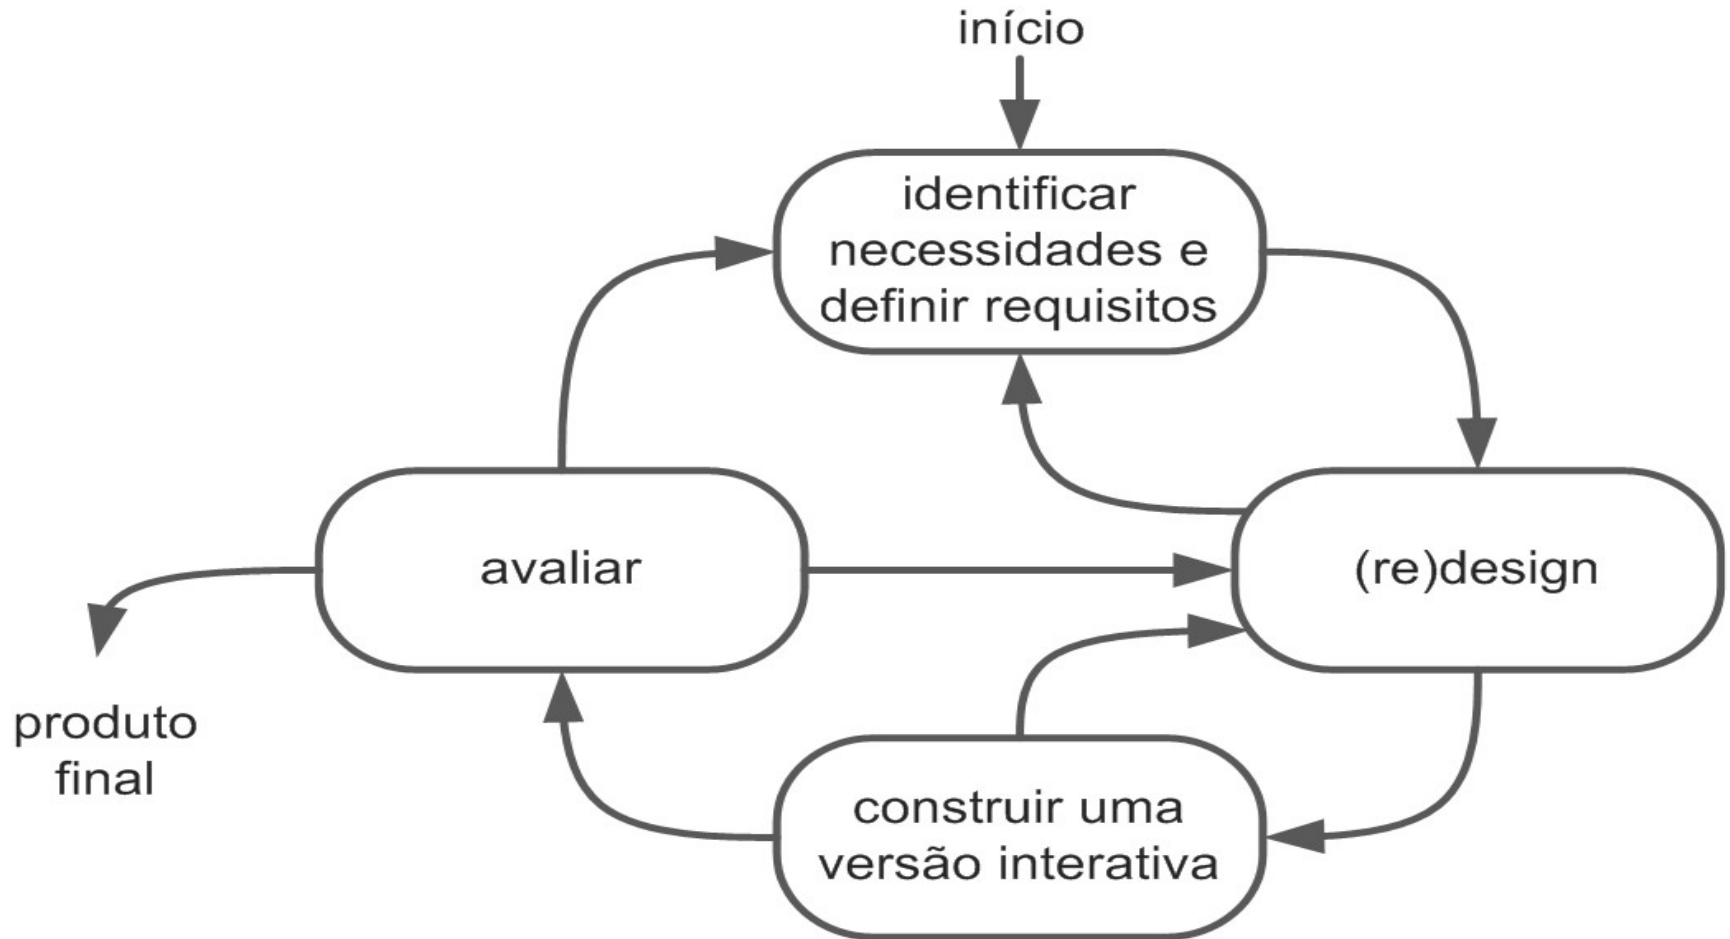 início
identificar
necessidades e
definir requisitos
avaliar
(re)design
produto
final
construir uma
versão interativa